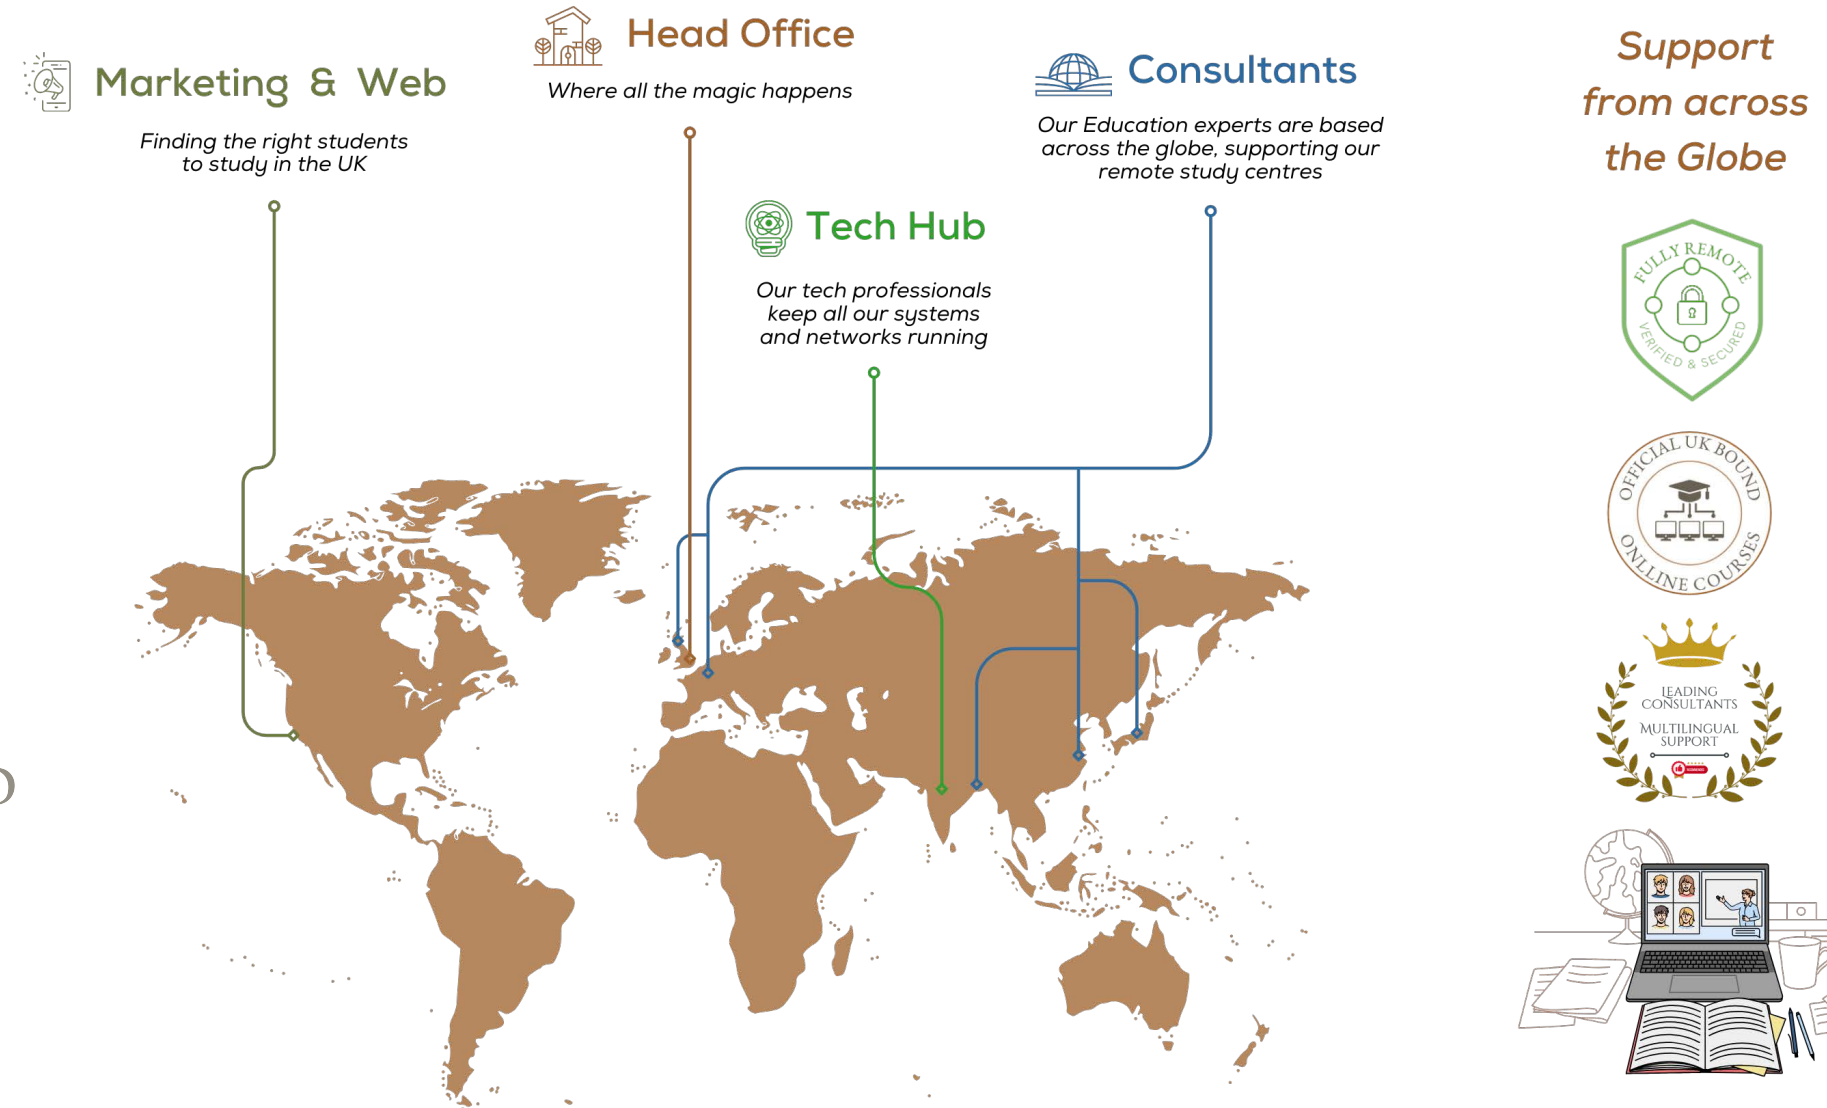 Head Office
Where all the magic happens
Marketing & Web
Finding the right students
to study in the UK
Consultants
Our Education experts are based
across the globe, supporting our
remote study centres
Tech Hub
Our tech professionals
keep all our systems
and networks running
Support
from across
the Globe
FULLY REMOTE
VERIFIED & SECURED
OFFICIAL UK BOUND
ONLLINE COURSES
LEADING
CONSULTANTS
MULTILINGUAL
SUPPORT